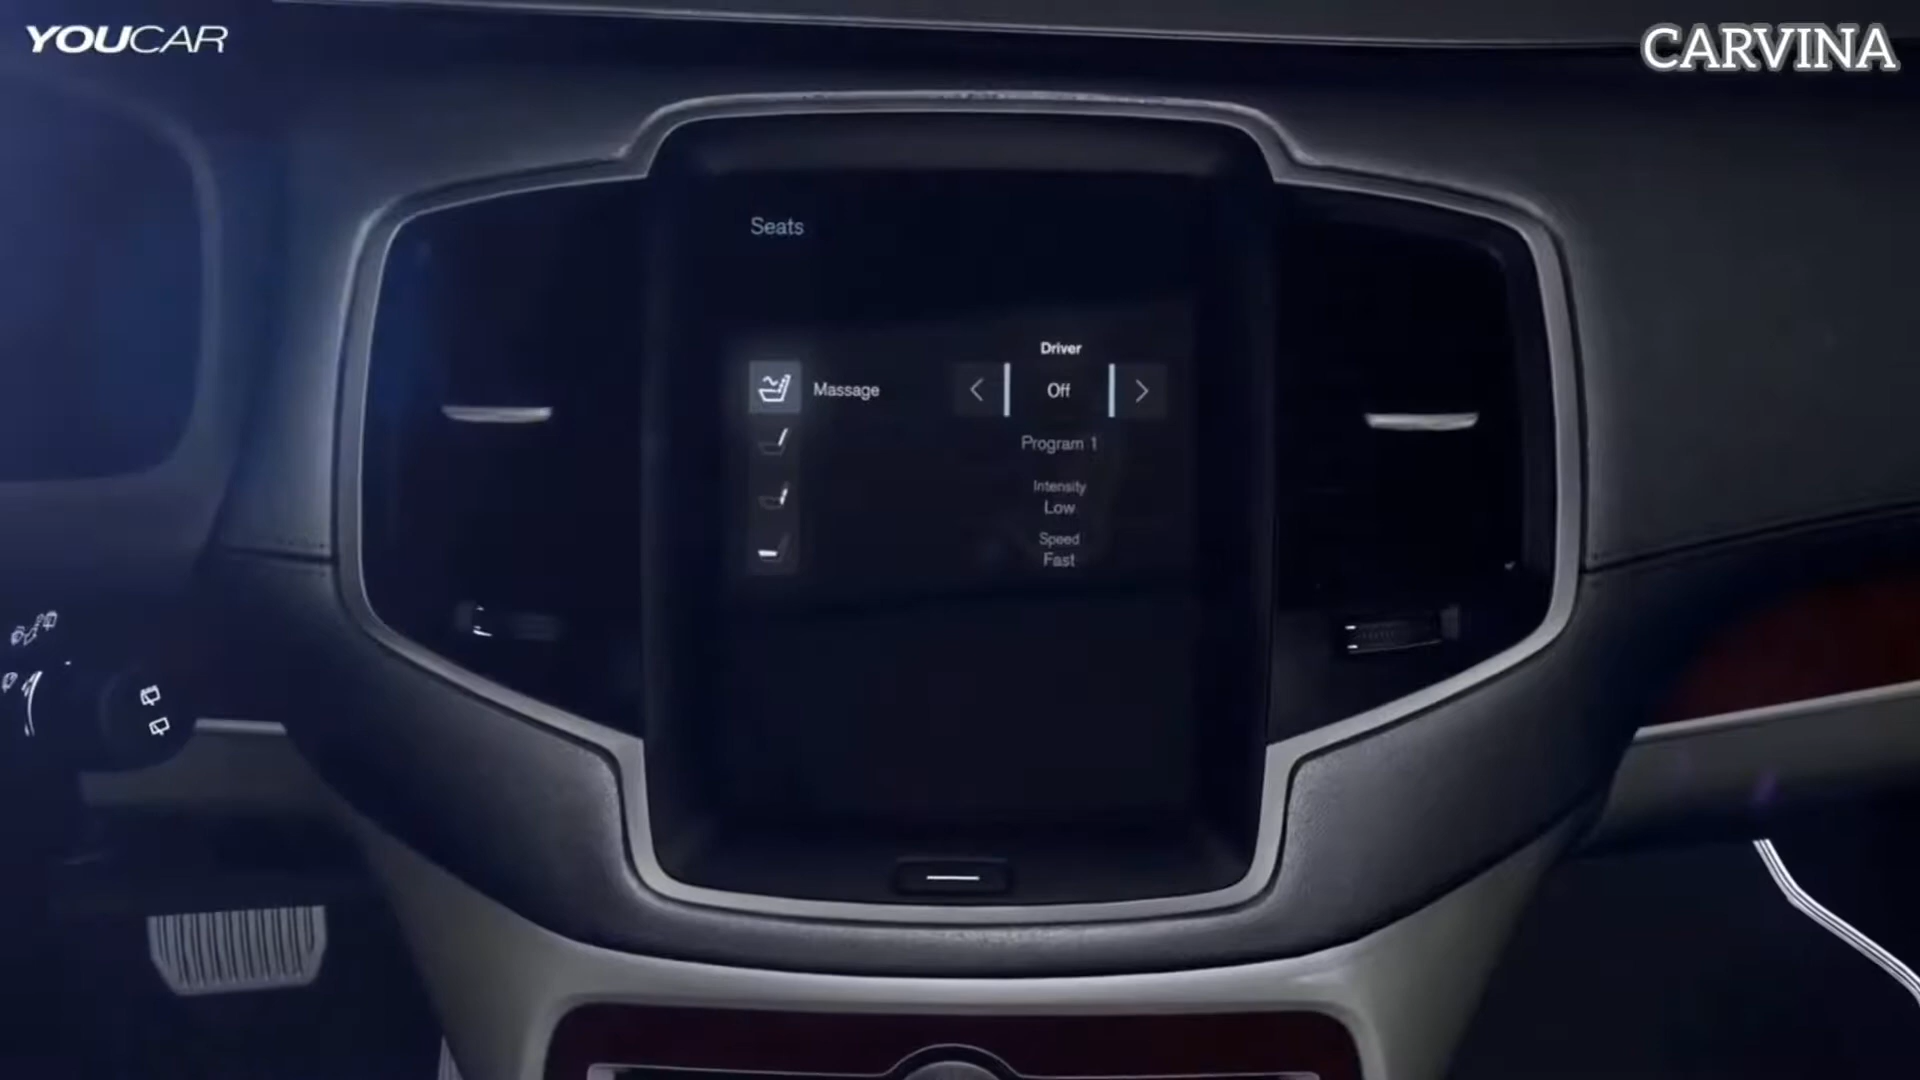 YOUCAR
CARVINA
Seats
Driver
Massage
Off
Program 1
Intensity
Low
Speed
Fast